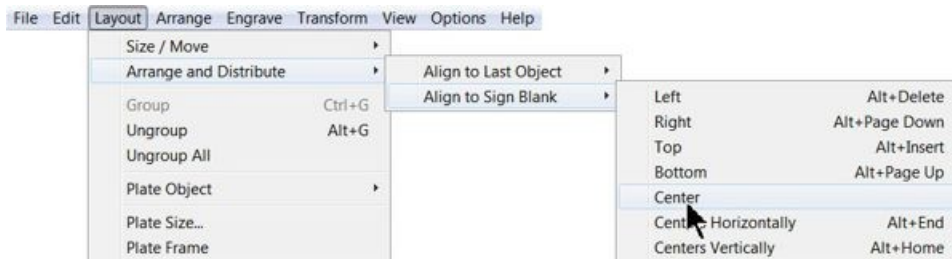 File Edit Layout Arrange Engrave Transform View Options Help
Size / Move
Arrange and Distribute
Group Ctrl+G
Ungroup Alt+G
Ungroup All
Plate Object
Plate Size...
Plate Frame
Align to Last Object
Align to Sign Blank
Left Alt+Delete
Right Alt+Page Down
Top Alt+Insert
Bottom Alt+Page Up
Center
Horizontally Alt+End
Centers Vertically Alt+Home